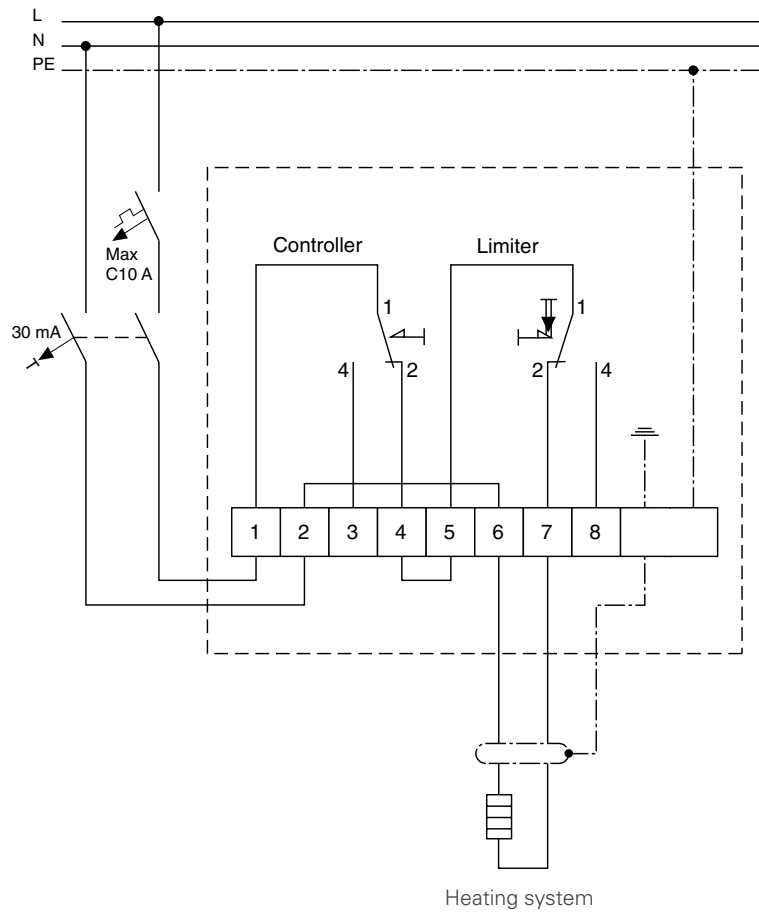 L
N
PE
Max
C10 A
30 mA
Controller
Limiter
1
1
4
2
2
4
1 2 3 4 5 6 7 8
Heating system